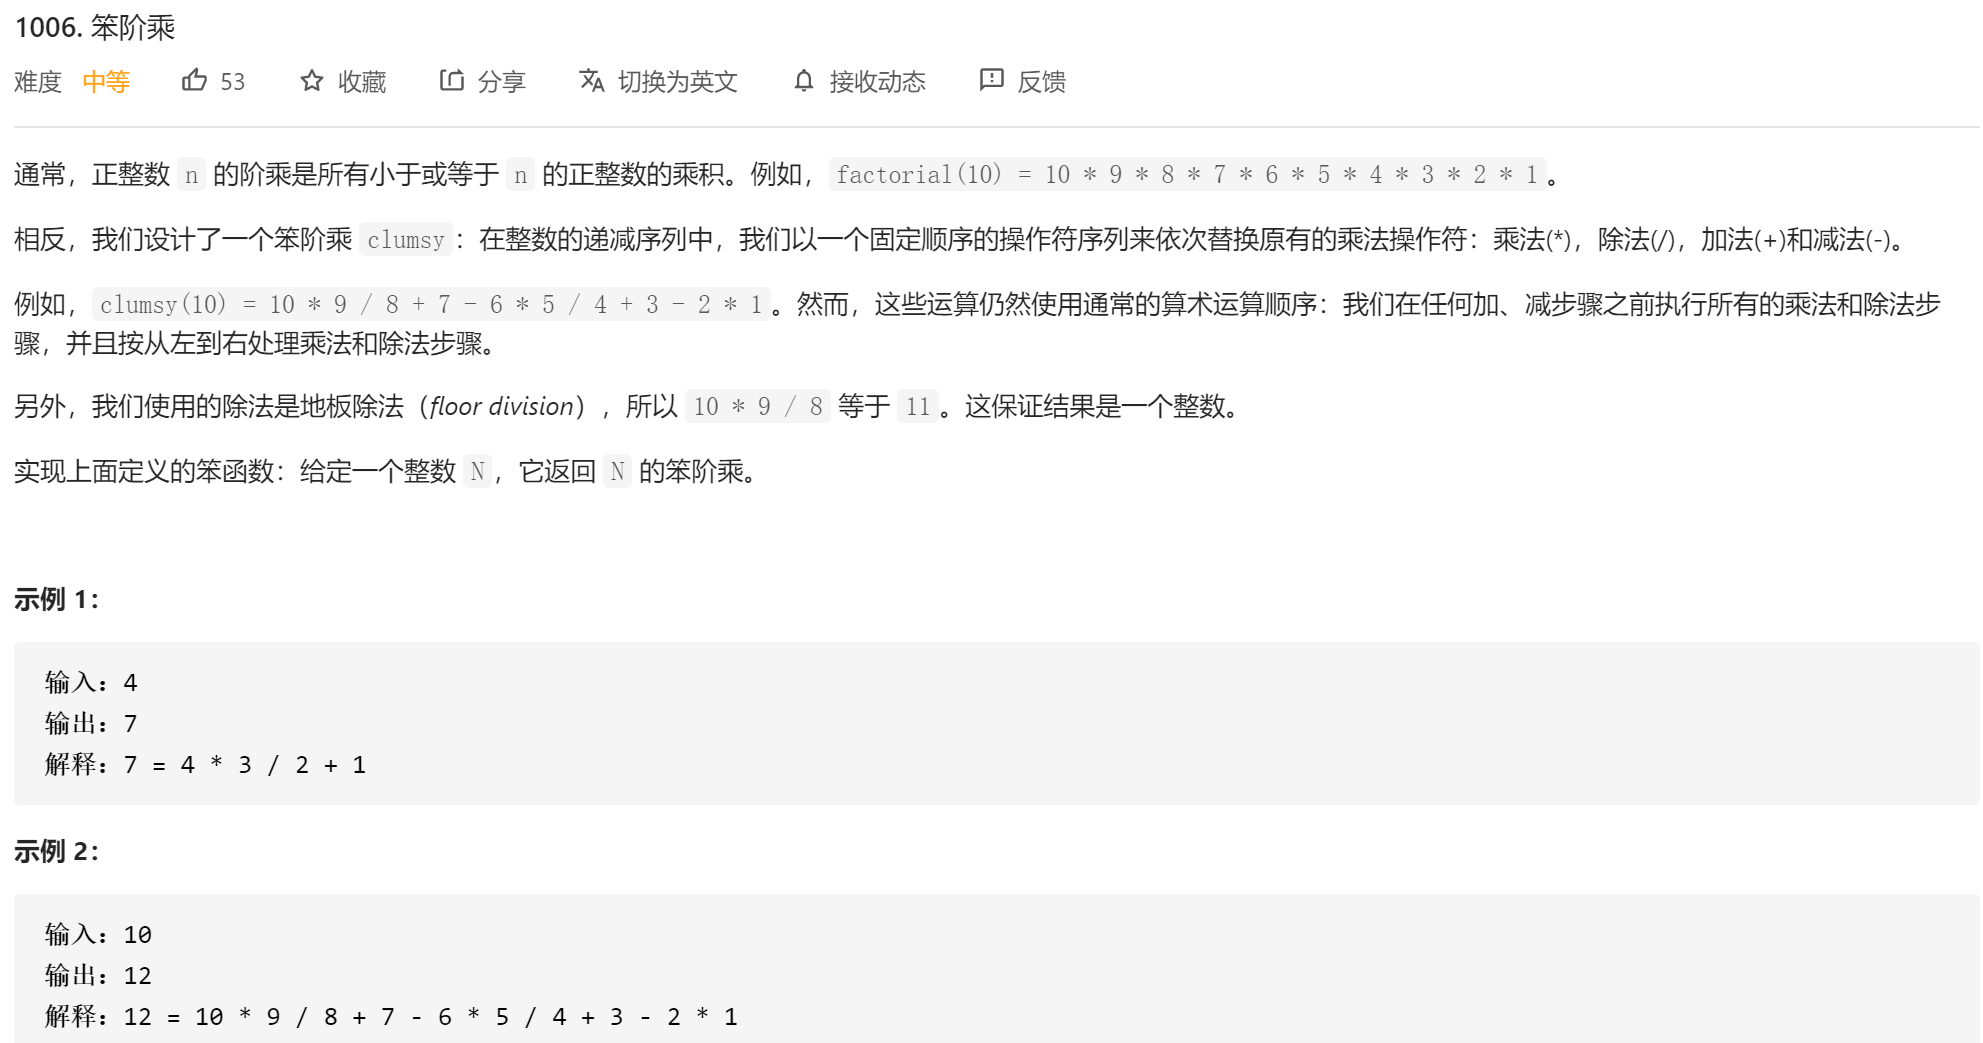 1006. 笨阶乘
难度 中等 53 收藏 分享 切换为英文 接收动态 反馈
通常，正整数 n 的阶乘是所有小于或等于 n 的正整数的乘积。例如，factorial(10) = 10 * 9 * 8 * 7 * 6 * 5 * 4 * 3 * 2 * 1。
相反，我们设计了一个笨阶乘 clumsy：在整数的递减序列中，我们以一个固定顺序的操作符序列来依次替换原有的乘法操作符：乘法(*)，除法(/)，加法(+)和减法(-)。
例如，clumsy(10) = 10 * 9 / 8 + 7 - 6 * 5 / 4 + 3 - 2 * 1。然而，这些运算仍然使用通常的算术运算顺序：我们在任何加、减步骤之前执行所有的乘法和除法步
骤，并且按从左到右处理乘法和除法步骤。
另外，我们使用的除法是地板除法（floor division），所以 10 * 9 / 8 等于 11。这保证结果是一个整数。
实现上面定义的笨函数：给定一个整数 N，它返回 N 的笨阶乘。
示例 1：
输入：4
输出：7
解释：7 = 4 * 3 / 2 + 1
示例 2：
输入：10
输出：12
解释：12 = 10 * 9 / 8 + 7 - 6 * 5 / 4 + 3 - 2 * 1